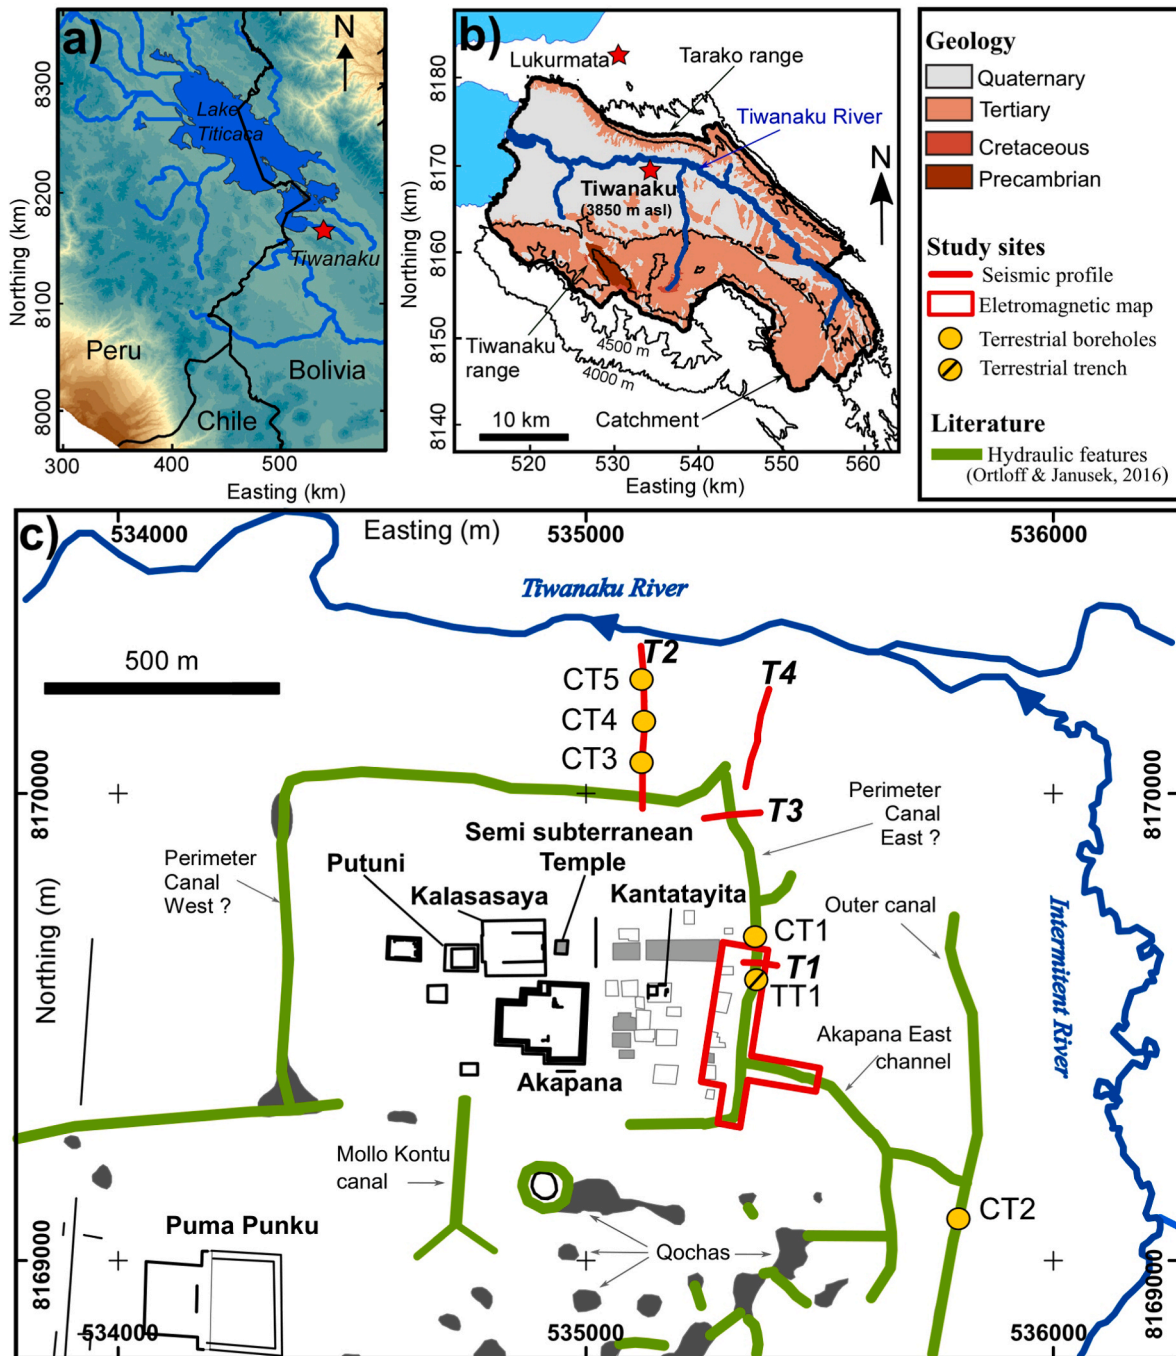 a)
N
8300
8200
8100
8000
Northing (km)
Lake
Titicaca
Tiwanaku
Peru
Bolivia
Chile
300
400
500
Easting (km)
b)
Lukurmata
Tarako range
Tiwanaku River
N
8180
8170
8160
8150
8140
Northing (km)
Tiwanaku
(3850 m asl)
Tiwanaku
range
4500 m
4000 m
Catchment
10 km
520
530
540
550
560
Easting (km)
Geology
Quaternary
Tertiary
Cretaceous
Precambrian
Study sites
Seismic profile
Eletromagnetic map
Terrestrial boreholes
Terrestrial trench
Literature
Hydraulic features
(Ortloff & Janusek, 2016)
c)
534000
Easting (m)
535000
536000
Tiwanaku River
500 m
T2
CT5
CT4
CT3
T4
8170000
8170000
T3
Perimeter
Canal
East ?
Semi subterranean
Temple
Putuni
Kalasasaya
Kantatayita
Perimeter
Canal
West ?
Outer canal
CT1
T1
TT1
Northing (m)
Intermitent River
Akapana East
channel
Akapana
Mollo Kontu
canal
CT2
Puma Punku
Qochas
8169000
8169000
534000
535000
536000